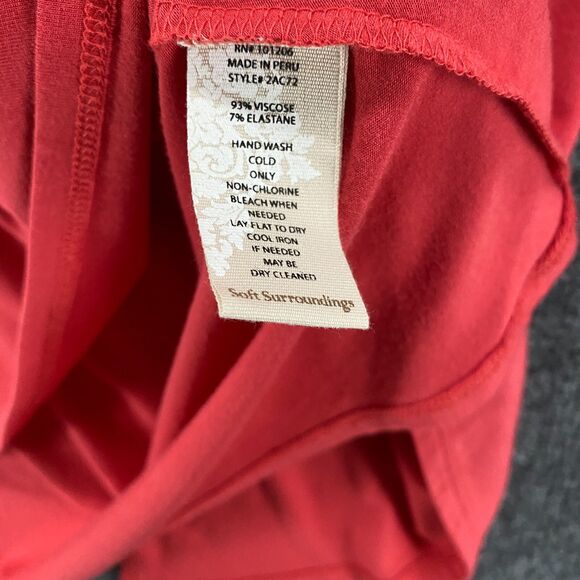 RN# 101206
MADE IN PERU
STYLE# 2AC72
93% VISCOSE
7% ELASTANE
HAND WASH
COLD
ONLY
NON-CHLORINE
BLEACH WHEN
NEEDED
LAY FLAT TO DRY
COOL IRON
IF NEEDED
MAY BE
DRY CLEANED
Soft Surroundings